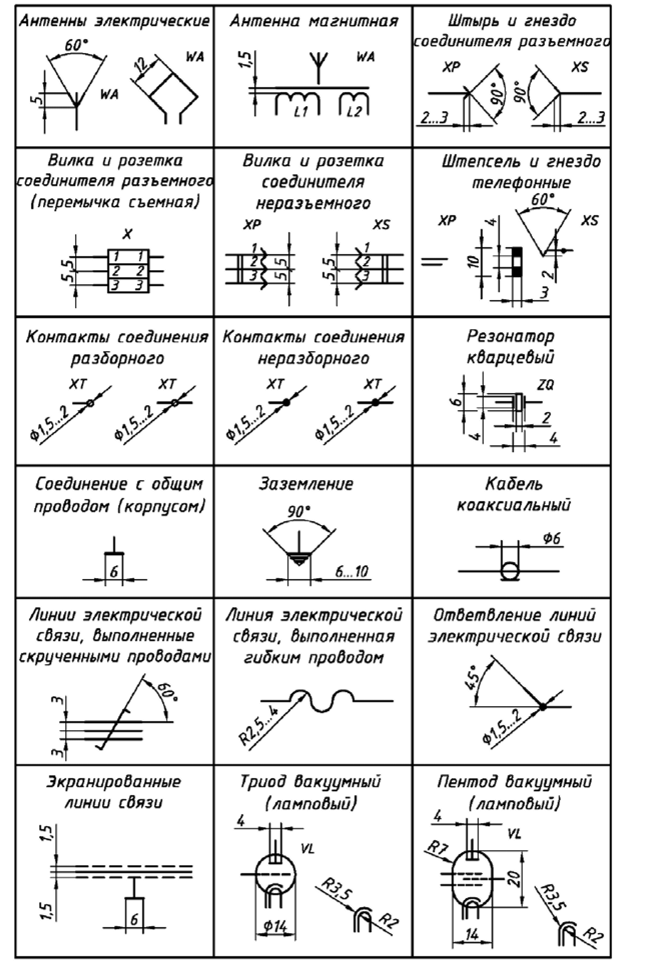 Антенны электрические
60°
12
WA
5
WA
Антенна магнитная
1,5
WA
L1
L2
Штырь и гнездо
соединителя разъемного
XP
XS
90°
90°
2...3
2...3
Вилка и розетка
соединителя разъемного
(перемычка съемная)
X
1 1
2 2
3 3
5 5
Вилка и розетка
соединителя
неразъемного
XP
XS
1
2
3
5 5
5 5
1
2
3
Штепсель и гнездо
телефонные
60°
XP
4
XS
10
2
3
Контакты соединения
разборного
XT
XT
Φ1,5...2
Φ1,5...2
Контакты соединения
неразборного
XT
XT
Φ1,5...2
Φ1,5...2
Резонатор
кварцевый
ZQ
6
4
2
4
Соединение с общим
проводом (корпусом)
6
Заземление
90°
6...10
Кабель
коаксиальный
Φ6
Линии электрической
связи, выполненные
скрученными проводами
3
3
60°
Линия электрической
связи, выполненная
гибким проводом
R2,5...4
Ответвление линий
электрической связи
45°
Φ1,5...2
Экранированные
линии связи
1,5
1,5
6
Триод вакуумный
(ламповый)
4
VL
R3,5
R2
Φ14
Пентод вакуумный
(ламповый)
4
VL
R7
20
R3,5
R2
14